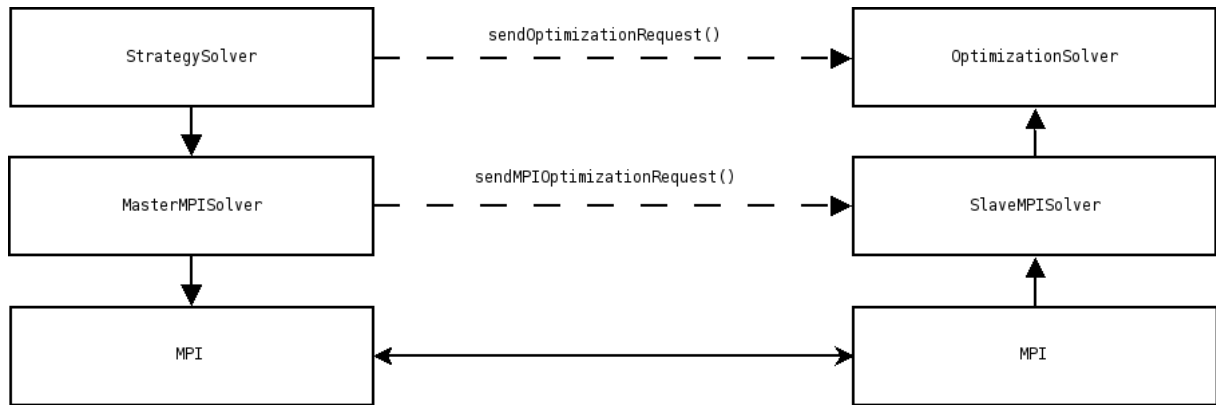 sendOptimizationRequest()
StrategySolver
OptimizationSolver
sendMPIOptimizationRequest()
MasterMPISolver
SlaveMPISolver
MPI
MPI